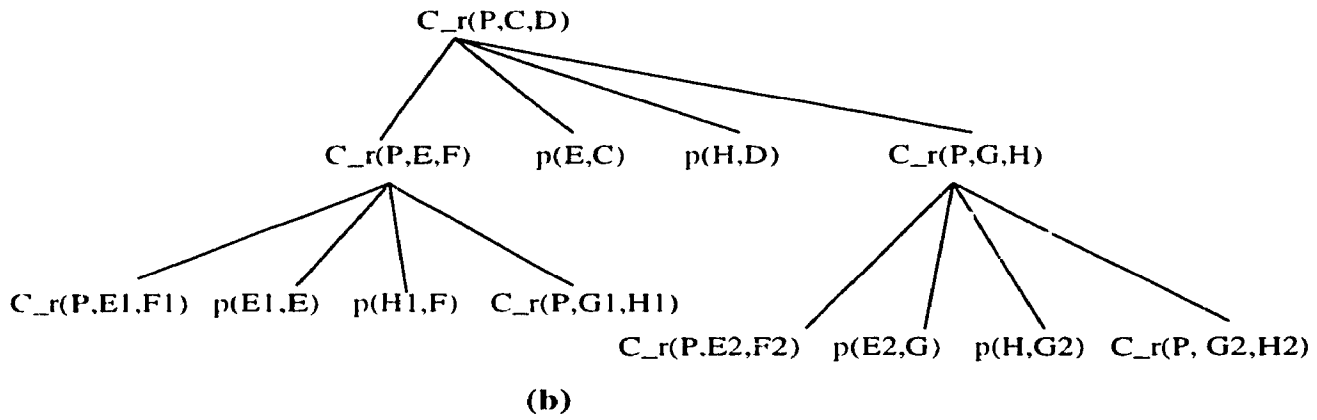 C_r(P,C,D)
C_r(P,E,F) p(E,C) p(H,D) C_r(P,G,H)
C_r(P,E1,F1) p(E1,E) p(H1,F) C_r(P,G1,H1)
C_r(P,E2,F2) p(E2,G) p(H,G2) C_r(P, G2,H2)
(b)